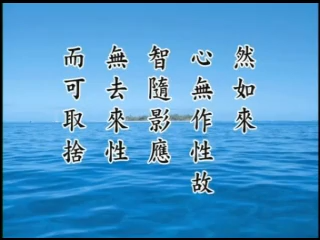 然如來
心無作性故
智隨影應
無去來性
而可取捨